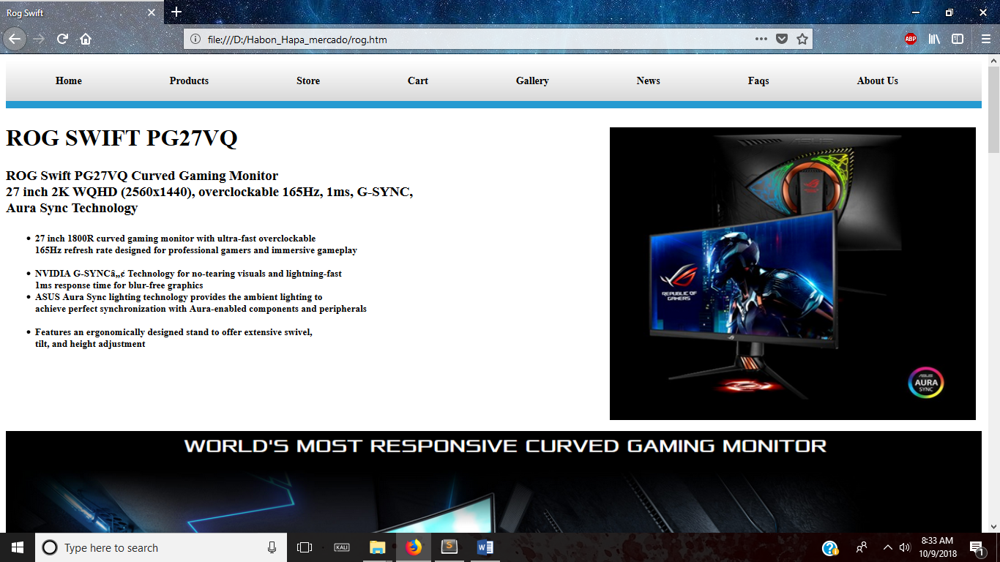 Rog Swift
file:///D:/Habon_Hapa_mercado/rog.htm
ABP
Home Products Store Cart Gallery News Faqs About Us
ROG SWIFT PG27VQ
ROG Swift PG27VQ Curved Gaming Monitor
27 inch 2K WQHD (2560x1440), overclockable 165Hz, 1ms, G-SYNC,
Aura Sync Technology
27 inch 1800R curved gaming monitor with ultra-fast overclockable
165Hz refresh rate designed for professional gamers and immersive gameplay
NVIDIA G-SYNCâ„¢ Technology for no-tearing visuals and lightning-fast
1ms response time for blur-free graphics
ASUS Aura Sync lighting technology provides the ambient lighting to
achieve perfect synchronization with Aura-enabled components and peripherals
Features an ergonomically designed stand to offer extensive swivel,
tilt, and height adjustment
ASUS
REPUBLIC OF
GAMERS
ASUS
AURA
SYNC
WORLD'S MOST RESPONSIVE CURVED GAMING MONITOR
Type here to search
KALI
S
W
8:33 AM
10/9/2018
1